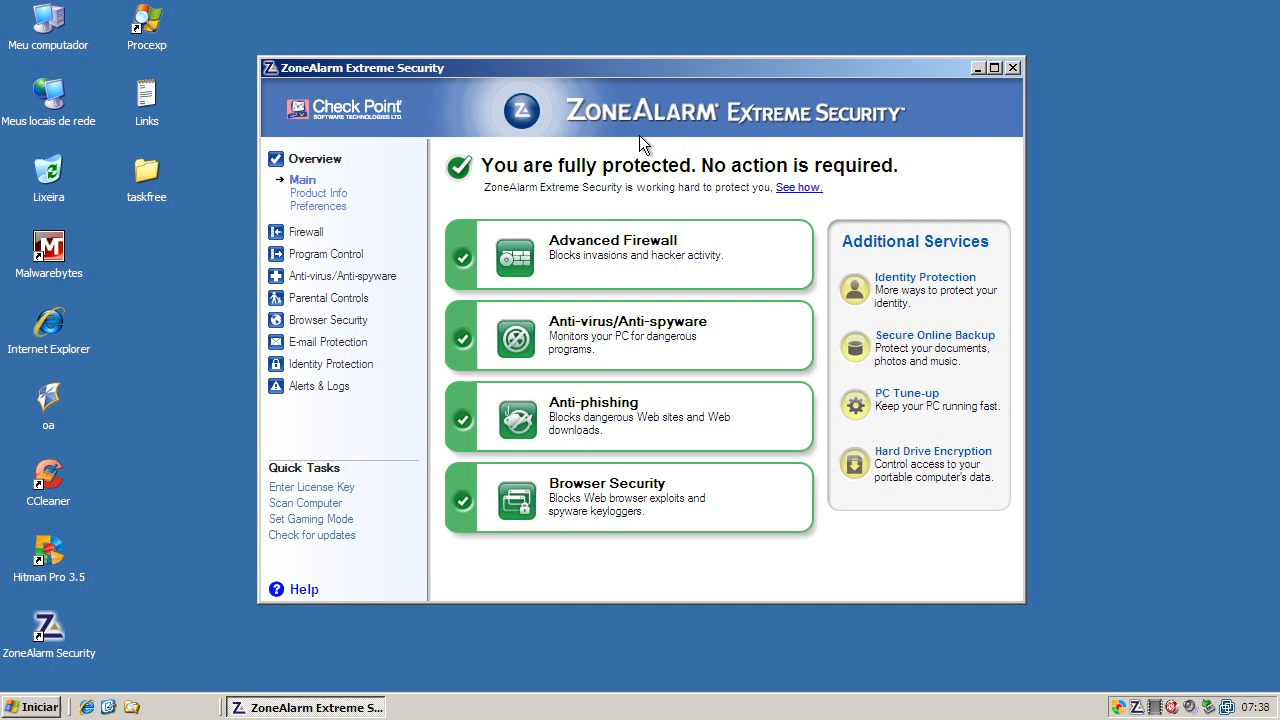 Meu computador
Procexp
Meus locais de rede
Links
Lixeira
taskfree
Malwarebytes
Internet Explorer
oa
CCleaner
Hitman Pro 3.5
ZoneAlarm Security
ZoneAlarm Extreme Security
Check Point
SOFTWARE TECHNOLOGIES LTD.
ZONEALARM® EXTREME SECURITY™
Overview
Main
Product Info
Preferences
Firewall
Program Control
Anti-virus/Anti-spyware
Parental Controls
Browser Security
E-mail Protection
Identity Protection
Alerts & Logs
Quick Tasks
Enter License Key
Scan Computer
Set Gaming Mode
Check for updates
Help
You are fully protected. No action is required.
ZoneAlarm Extreme Security is working hard to protect you, See how.
Advanced Firewall
Blocks invasions and hacker activity.
Anti-virus/Anti-spyware
Monitors your PC for dangerous
programs.
Anti-phishing
Blocks dangerous Web sites and Web
downloads.
Browser Security
Blocks Web browser exploits and
spyware keyloggers.
Additional Services
Identity Protection
More ways to protect your
identity.
Secure Online Backup
Protect your documents,
photos and music.
PC Tune-up
Keep your PC running fast.
Hard Drive Encryption
Control access to your
portable computer's data.
Iniciar
ZoneAlarm Extreme S...
07:38